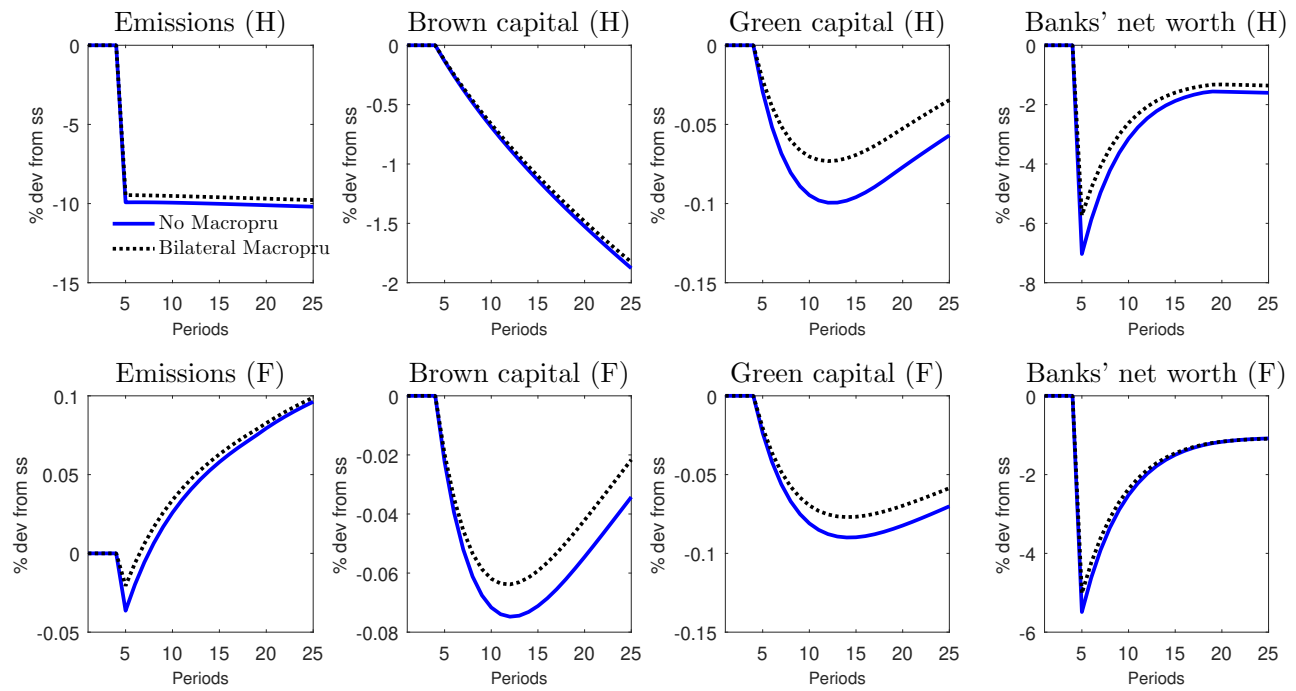 Emissions (H)
0
-5
-10
-15
% dev from ss
No Macropru
Bilateral Macropru
5 10 15 20 25
Periods
Brown capital (H)
0
-0.5
-1
-1.5
-2
% dev from ss
5 10 15 20 25
Periods
Green capital (H)
0
-0.05
-0.1
-0.15
% dev from ss
5 10 15 20 25
Periods
Banks' net worth (H)
0
-2
-4
-6
-8
% dev from ss
5 10 15 20 25
Periods
Emissions (F)
0.1
0.05
0
-0.05
% dev from ss
5 10 15 20 25
Periods
Brown capital (F)
0
-0.02
-0.04
-0.06
-0.08
% dev from ss
5 10 15 20 25
Periods
Green capital (F)
0
-0.05
-0.1
-0.15
% dev from ss
5 10 15 20 25
Periods
Banks' net worth (F)
0
-2
-4
-6
% dev from ss
5 10 15 20 25
Periods